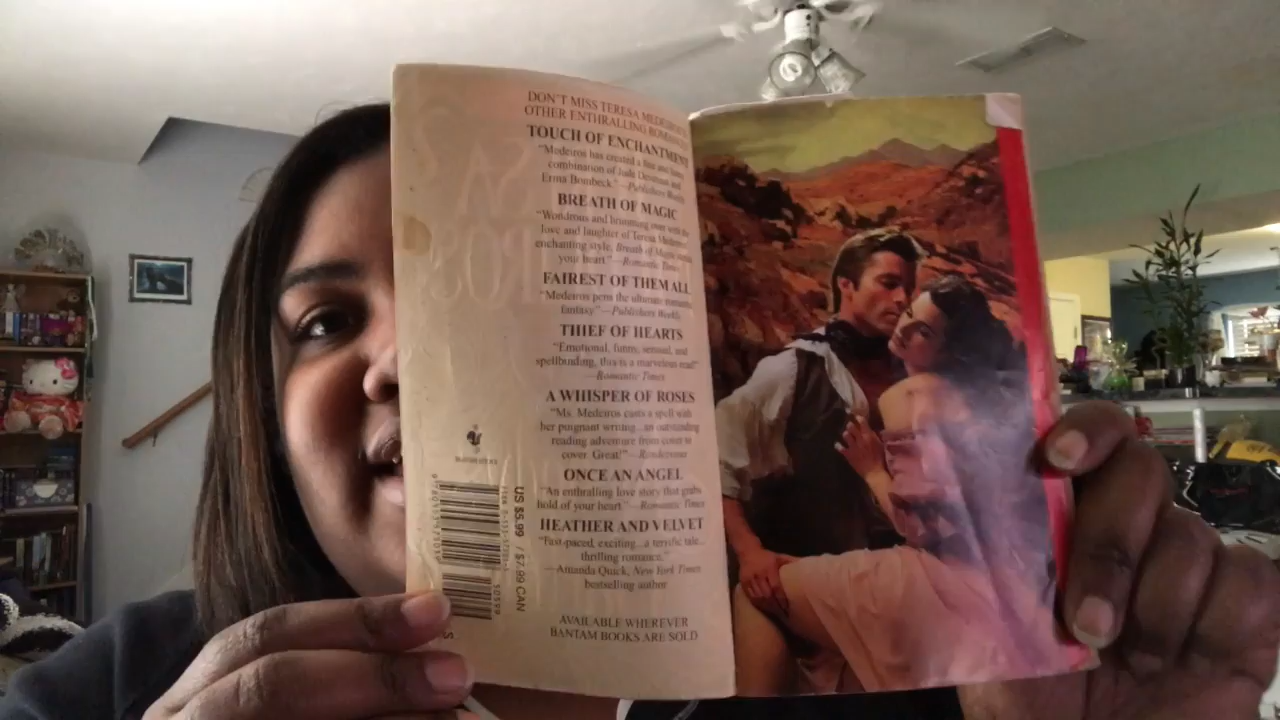 DON'T MISS TERESA MEDEIROS'
OTHER ENTHRALLING ROMANCES
TOUCH OF ENCHANTMENT
"Medeiros has created a fine and funny
combination of Jude Deveraux and
Erma Bombeck." —Publishers Weekly
BREATH OF MAGIC
"Wondrous and brimming over with the
love and laughter of Teresa Medeiros's
enchanting style, Breath of Magic
your heart." —Romantic Times
FAIREST OF THEM ALL
"Medeiros pens the ultimate romantic
fantasy." —Publishers Weekly
THIEF OF HEARTS
"Emotional, funny, sensual, and
spellbinding, this is a marvelous read!"
—Romantic Times
A WHISPER OF ROSES
"Ms. Medeiros casts a spell with
her poignant writing...an outstanding
reading adventure from cover to
cover. Great!" —Rendezvous
ONCE AN ANGEL
"An enthralling love story that grabs
hold of your heart." —Romantic Times
HEATHER AND VELVET
"Fast-paced, exciting...a terrific tale...
thrilling romance."
—Amanda Quick, New York Times
bestselling author
AVAILABLE WHEREVER
BANTAM BOOKS ARE SOLD
US $5.99 / $7.99 CAN
50599